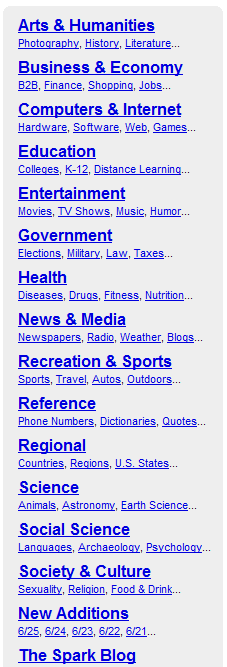 Arts & Humanities
Photography, History, Literature...
Business & Economy
B2B, Finance, Shopping, Jobs...
Computers & Internet
Hardware, Software, Web, Games...
Education
Colleges, K-12, Distance Learning...
Entertainment
Movies, TV Shows, Music, Humor...
Government
Elections, Military, Law, Taxes...
Health
Diseases, Drugs, Fitness, Nutrition...
News & Media
Newspapers, Radio, Weather, Blogs...
Recreation & Sports
Sports, Travel, Autos, Outdoors...
Reference
Phone Numbers, Dictionaries, Quotes...
Regional
Countries, Regions, U.S. States...
Science
Animals, Astronomy, Earth Science...
Social Science
Languages, Archaeology, Psychology...
Society & Culture
Sexuality, Religion, Food & Drink...
New Additions
6/25, 6/24, 6/23, 6/22, 6/21...
The Spark Blog